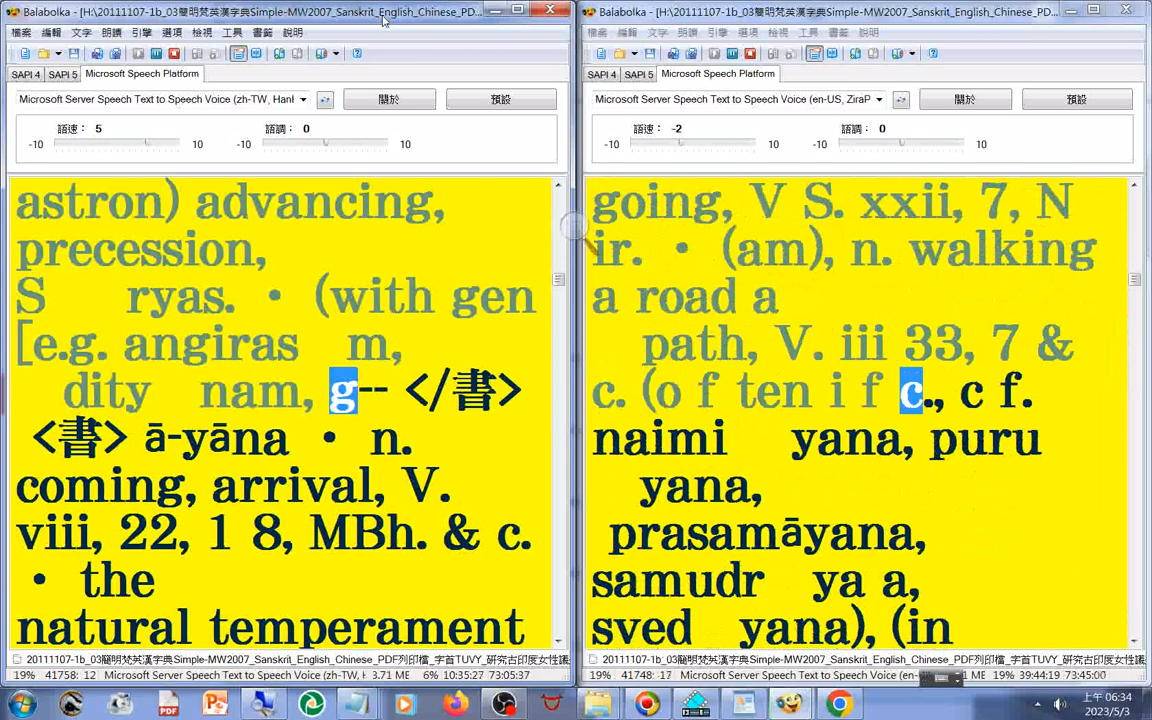 Balabolka - [H:\20111107-1b_03簡明梵英漢字典Simple-MW2007_Sanskrit_English_Chinese_PD...
檔案 編輯 文字 朗讀 引擎 選項 檢視 工具 書籤 說明
SAPI 4 SAPI 5 Microsoft Speech Platform
Microsoft Server Speech Text to Speech Voice (zh-TW, Hanl 關於 預設
語速： 5 語調： 0
-10 10 -10 10
astron) advancing,
precession,
S ryas. • (with gen
[e.g. angiras m,
dity nam, g-- </書>
<書> ā-yāna • n.
coming, arrival, V.
viii, 22, 1 8, MBh. & c.
• the
natural temperament
20111107-1b_03簡明梵英漢字典Simple-MW2007_Sanskrit_English_Chinese_PDF列印檔_字首TUVY_研究古印度女性議
19% 41758: 12 Microsoft Server Speech Text to Speech Voice (zh-TW, H 3.71 MB 6% 10:35:27 73:05:37
Balabolka - [H:\20111107-1b_03簡明梵英漢字典Simple-MW2007_Sanskrit_English_Chinese_PD...
檔案 編輯 文字 朗讀 引擎 選項 檢視 工具 書籤 說明
SAPI 4 SAPI 5 Microsoft Speech Platform
Microsoft Server Speech Text to Speech Voice (en-US, ZiraP 關於 預設
語速： -2 語調： 0
-10 10 -10 10
going, V S. xxii, 7, N
ir. • (am), n. walking
a road a
path, V. iii 33, 7 &
c. (o f ten i f c., c f.
naimi yana, puru
yana,
prasamāyana,
samudr ya a,
sved yana), (in
20111107-1b_03簡明梵英漢字典Simple-MW2007_Sanskrit_English_Chinese_PDF列印檔_字首TUVY_研究古印度女性議
19% 41758: 17 Microsoft Server Speech Text to Speech Voice (en-us 19% 39:44:19 73:45:00
上午 06:34
2023/5/3